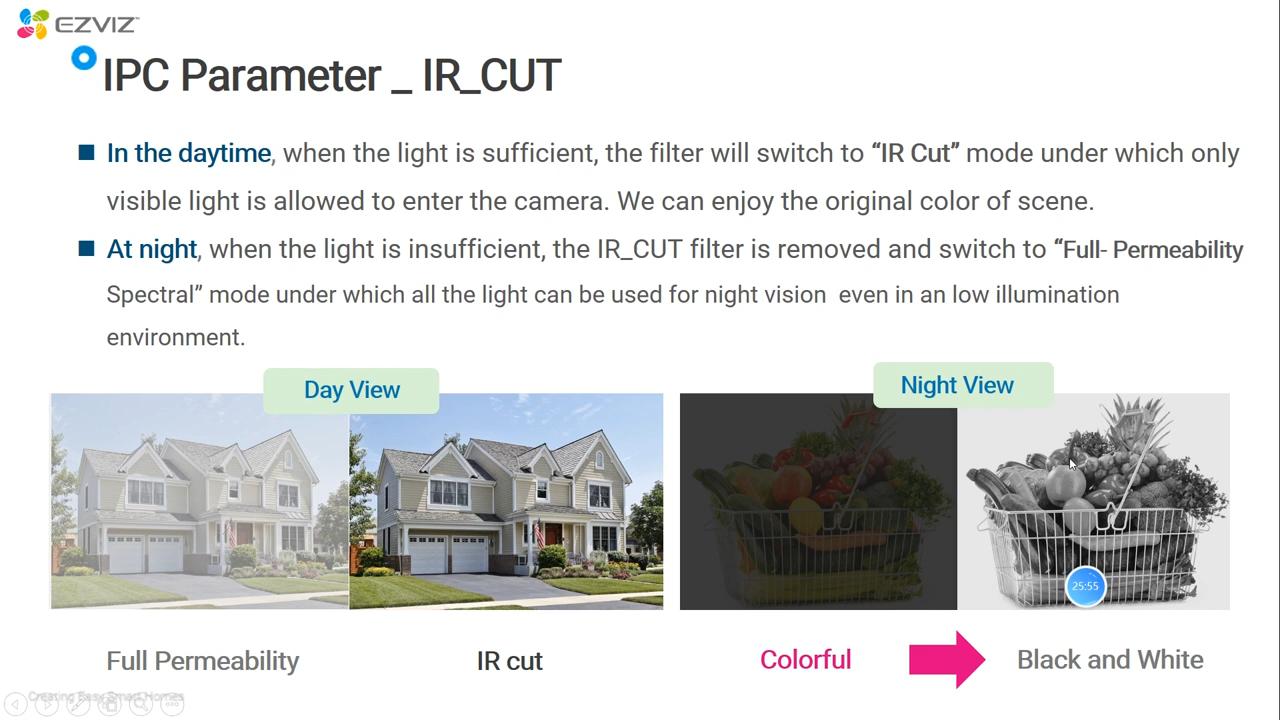 EZVIZ
IPC Parameter _ IR_CUT
In the daytime, when the light is sufficient, the filter will switch to “IR Cut” mode under which only
visible light is allowed to enter the camera. We can enjoy the original color of scene.
At night, when the light is insufficient, the IR_CUT filter is removed and switch to “Full- Permeability
Spectral” mode under which all the light can be used for night vision  even in an low illumination
environment.
Day View
Night View
25:55
Full Permeability
IR cut
Colorful
Black and White
Creating Easy Smart Homes